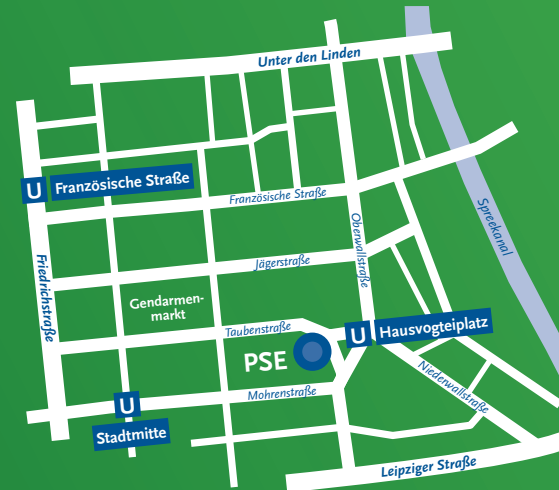 Unter den Linden
U Französische Straße
Französische Straße
Spreekanal
Oberwallstraße
Friedrichstraße
Jägerstraße
Gendarmen-
markt
Taubenstraße
U Hausvogteiplatz
PSE
Niederwallstraße
Mohrenstraße
U
Stadtmitte
Leipziger Straße